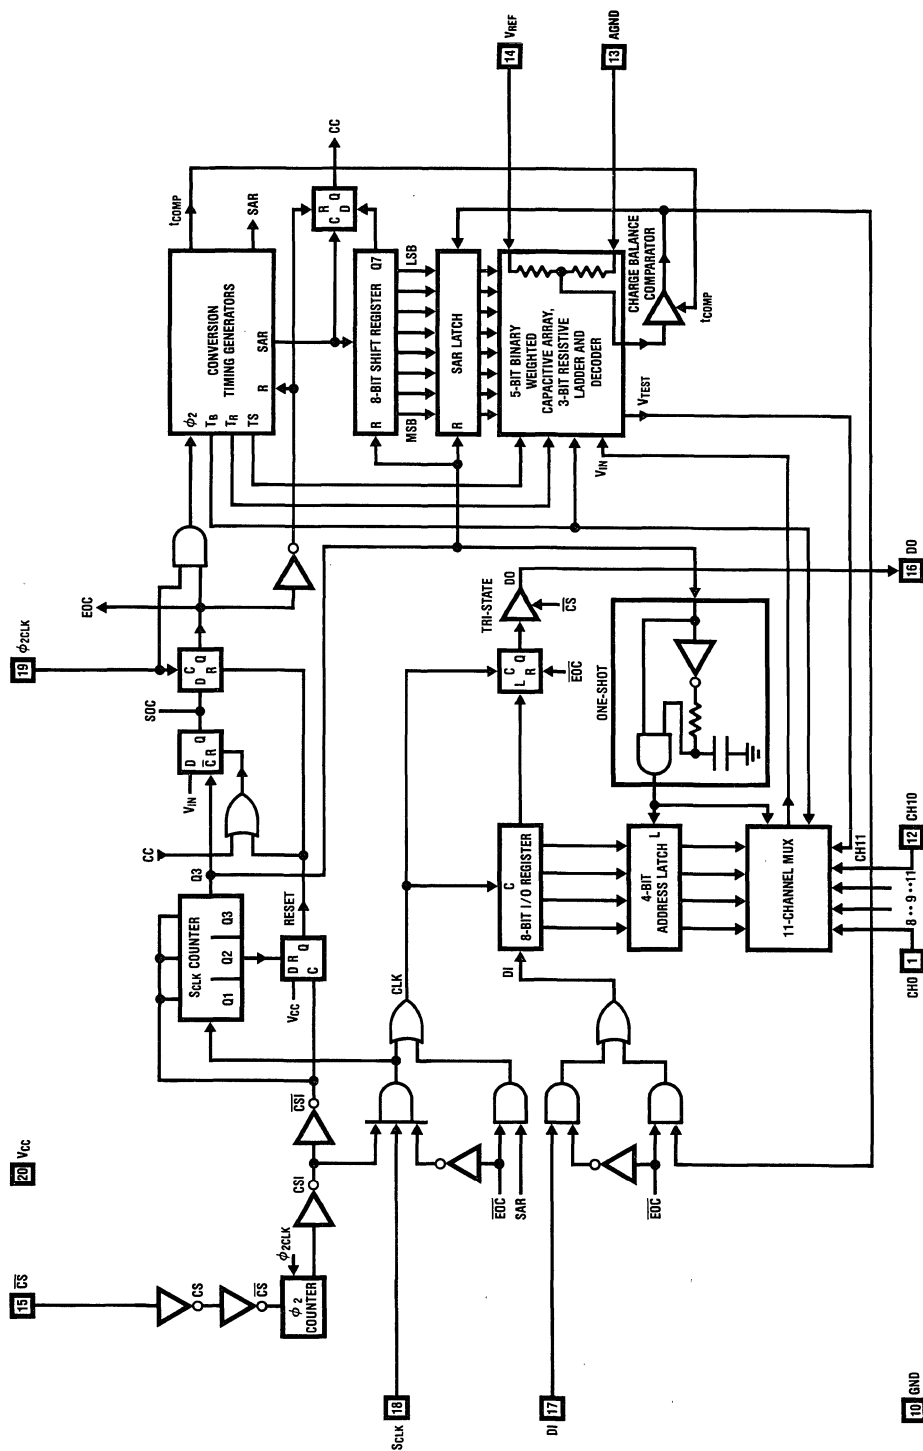 15 CS
20 VCC
19 ϕ2CLK
14 VREF
13 AGND
CS
CS
ϕ2
COUNTER
ϕ2CLK
CSI
CSI
SCLK COUNTER
Q1 Q2 Q3
Q3
CC
VIN
D Q
C R
SOC
D C Q
R
EOC
VCC
D R Q
C
RESET
ϕ2
TB
TR
TS
CONVERSION
TIMING GENERATORS
R SAR
tCOMP
SAR
C R Q
D
CC
R 8-BIT SHIFT REGISTER Q7
MSB LSB
R SAR LATCH
5-BIT BINARY
WEIGHTED
CAPACITIVE ARRAY,
3-BIT RESISTIVE
LADDER AND
DECODER
VIN
VTEST
CHARGE BALANCE
COMPARATOR
tCOMP
SCLK
18
CLK
EOC
SAR
DI 17
EOC
DI
C
8-BIT I/O REGISTER
4-BIT
ADDRESS LATCH L
11-CHANNEL MUX
C Q
L R
EOC
TRI-STATE
DO
CS
ONE-SHOT
16 DO
CH0 1
8 •• 9 •• 11
12 CH10
CH11
10 GND